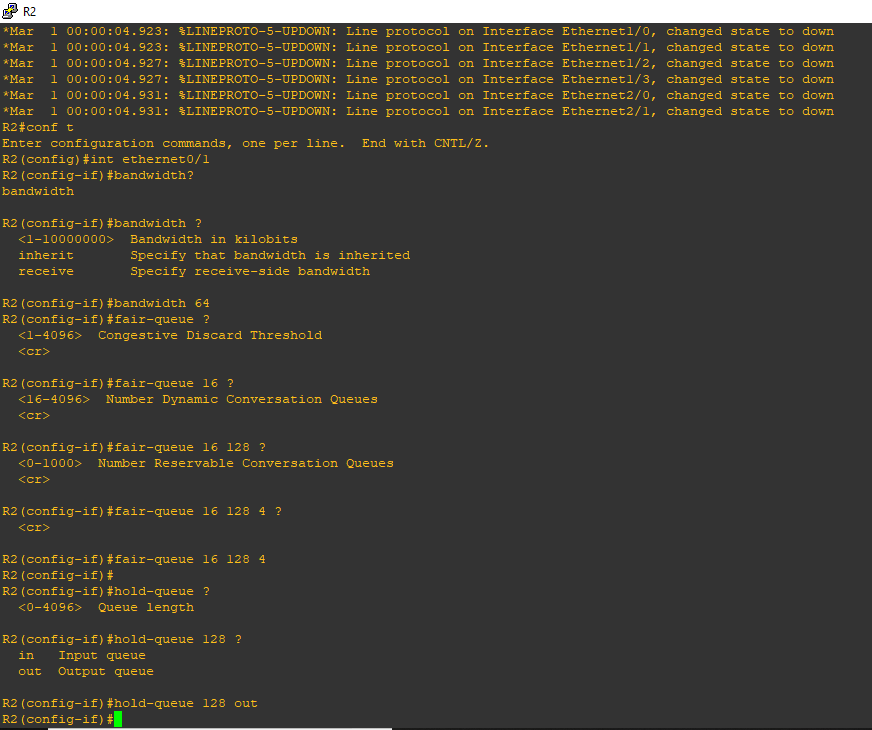 R2
*Mar  1 00:00:04.923: %LINEPROTO-5-UPDOWN: Line protocol on Interface Ethernet1/0, changed state to down
*Mar  1 00:00:04.923: %LINEPROTO-5-UPDOWN: Line protocol on Interface Ethernet1/1, changed state to down
*Mar  1 00:00:04.927: %LINEPROTO-5-UPDOWN: Line protocol on Interface Ethernet1/2, changed state to down
*Mar  1 00:00:04.927: %LINEPROTO-5-UPDOWN: Line protocol on Interface Ethernet1/3, changed state to down
*Mar  1 00:00:04.931: %LINEPROTO-5-UPDOWN: Line protocol on Interface Ethernet2/0, changed state to down
*Mar  1 00:00:04.931: %LINEPROTO-5-UPDOWN: Line protocol on Interface Ethernet2/1, changed state to down
R2#conf t
Enter configuration commands, one per line.  End with CNTL/Z.
R2(config)#int ethernet0/1
R2(config-if)#bandwidth?
bandwidth

R2(config-if)#bandwidth ?
  <1-10000000>  Bandwidth in kilobits
  inherit       Specify that bandwidth is inherited
  receive       Specify receive-side bandwidth

R2(config-if)#bandwidth 64
R2(config-if)#fair-queue ?
  <1-4096>  Congestive Discard Threshold
  <cr>

R2(config-if)#fair-queue 16 ?
  <16-4096>  Number Dynamic Conversation Queues
  <cr>

R2(config-if)#fair-queue 16 128 ?
  <0-1000>  Number Reservable Conversation Queues
  <cr>

R2(config-if)#fair-queue 16 128 4 ?
  <cr>

R2(config-if)#fair-queue 16 128 4
R2(config-if)#
R2(config-if)#hold-queue ?
  <0-4096>  Queue length

R2(config-if)#hold-queue 128 ?
  in   Input queue
  out  Output queue

R2(config-if)#hold-queue 128 out
R2(config-if)#